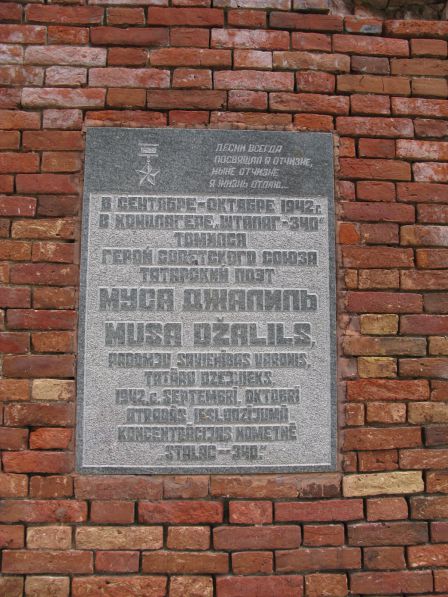 ПЕСНИ ВСЕГДА
ПОСВЯЩАЛ Я ОТЧИЗНЕ,
НЫНЕ ОТЧИЗНЕ
Я ЖИЗНЬ ОТДАЮ...
В СЕНТЯБРЕ-ОКТЯБРЕ 1942 г.
В КОНЦЛАГЕРЕ „ШТАЛАГ-340"
ТОМИЛСЯ
ГЕРОЙ СОВЕТСКОГО СОЮЗА
ТАТАРСКИЙ ПОЭТ
МУСА ДЖАЛИЛЬ
MUSA DŽALILS,
PADOMJU SAVIENĪBAS VARONIS,
TATĀRU DZEJNIEKS,
1942. g. SEPTEMBRĪ, OKTOBRĪ
ATRADĀS IESLODZĪJUMĀ
KONCENTRĀCIJAS NOMETNĒ
„STALAG-340."